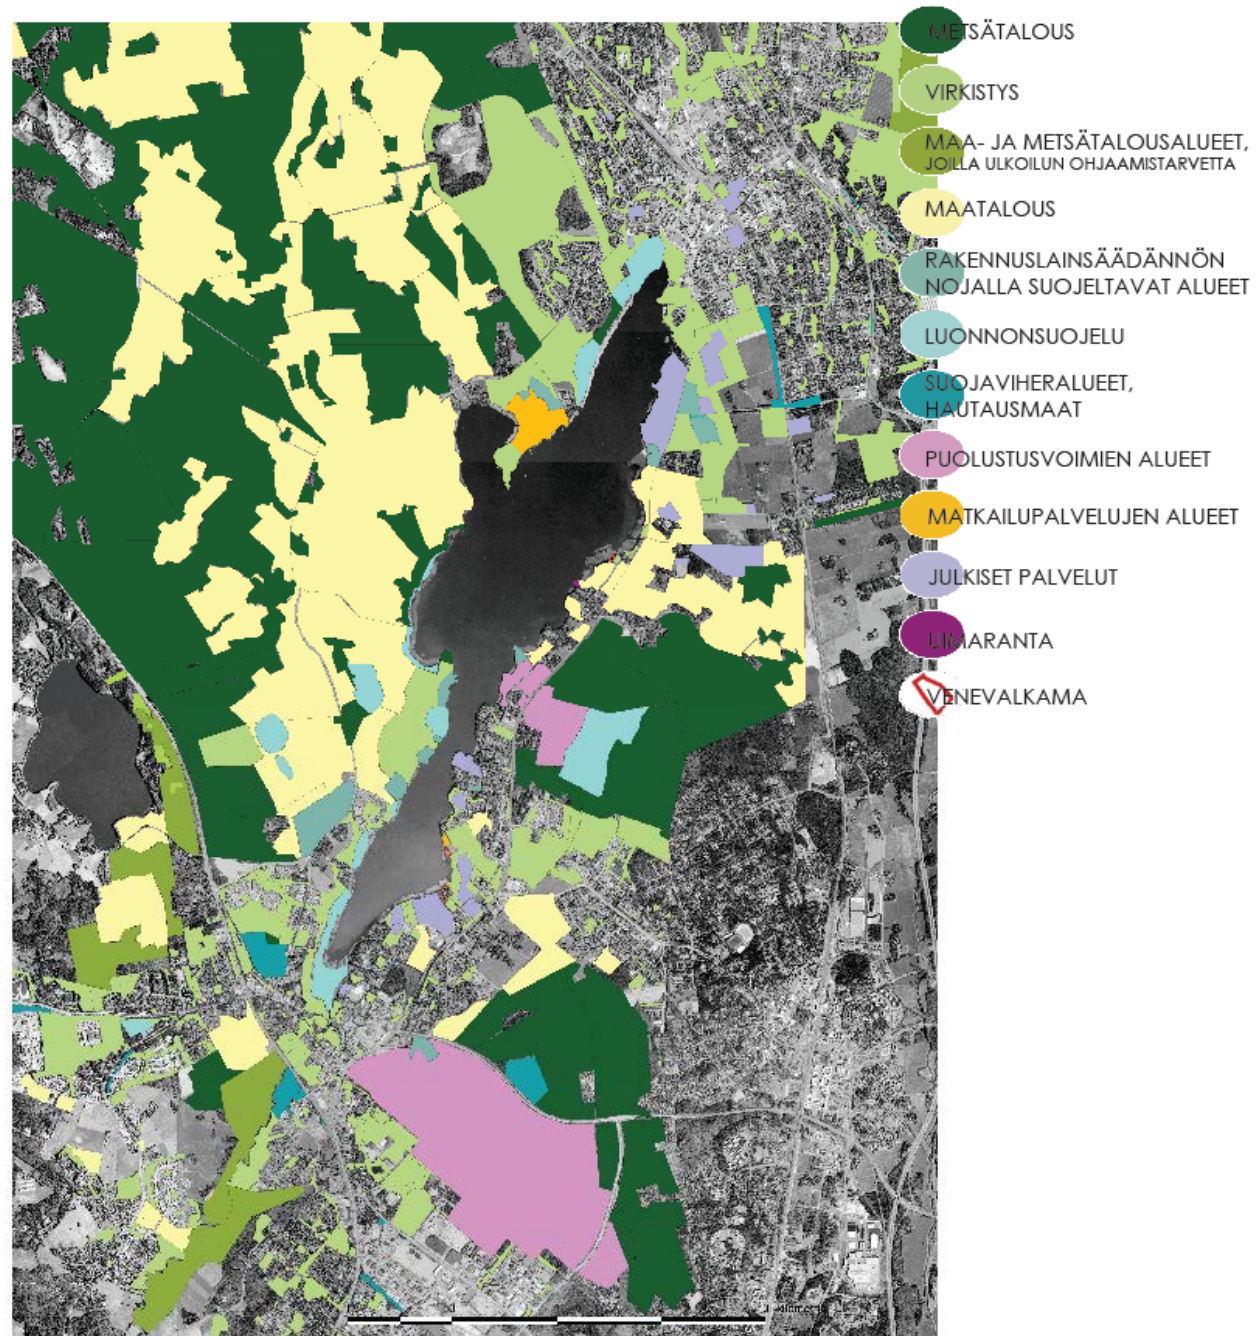 METSÄTALOUS
VIRKISTYS
MAA- JA METSÄTALOUSALUEET,
JOILLA ULKOILUN OHJAAMISTARVETTA
MAATALOUS
RAKENNUSLAINSÄÄDÄNNÖN
NOJALLA SUOJELTAVAT ALUEET
LUONNONSUOJELU
SUOJAVIHERALUEET,
HAUTAUSMAAT
PUOLUSTUSVOIMIEN ALUEET
MATKAILUPALVELUJEN ALUEET
JULKISET PALVELUT
UIMARANTA
VENEVALKAMA